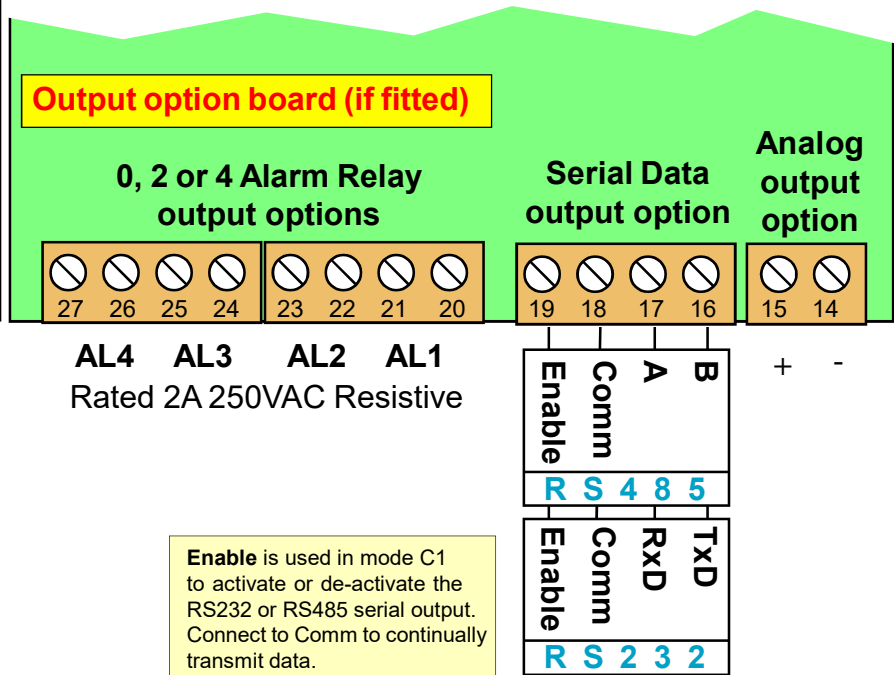 Output option board (if fitted)
0, 2 or 4 Alarm Relay
output options
Serial Data
output option
Analog
output
option
27 26 25 24 23 22 21 20
19 18 17 16
15 14
AL4 AL3 AL2 AL1
Rated 2A 250VAC Resistive
+ -
Enable
Comm
A
B
R S 4 8 5
Enable
Comm
RxD
TxD
R S 2 3 2
Enable is used in mode C1
to activate or de-activate the
RS232 or RS485 serial output.
Connect to Comm to continually
transmit data.